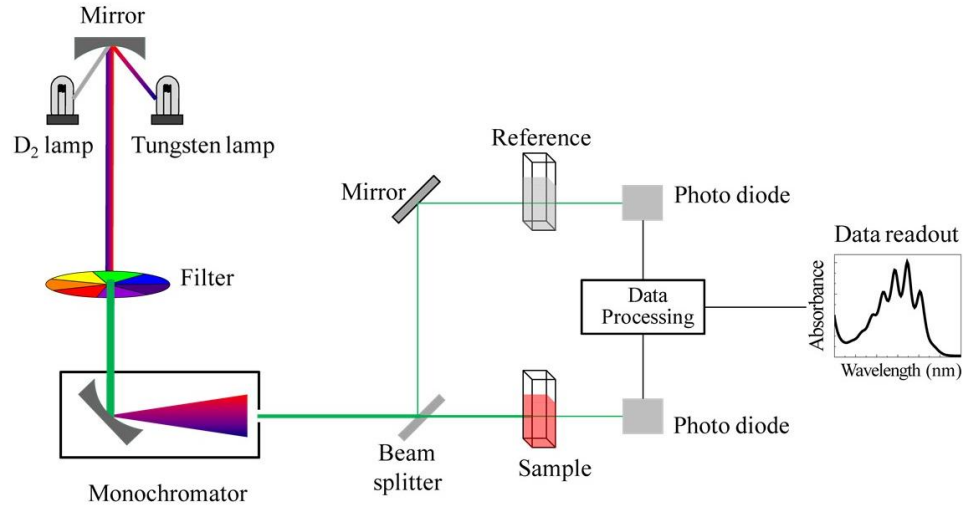 Mirror
D₂ lamp
Tungsten lamp
Filter
Monochromator
Mirror
Reference
Photo diode
Data readout
Data
Processing
Absorbance
Wavelength (nm)
Beam
splitter
Sample
Photo diode